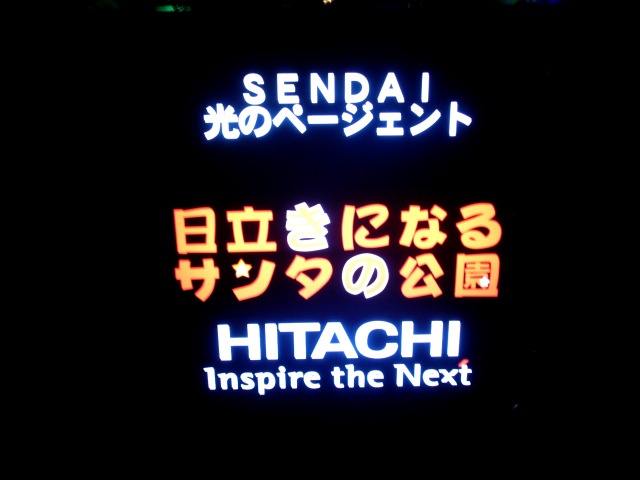 SENDAI
光のページェント
日立きになる
サンタの公園
HITACHI
Inspire the Next